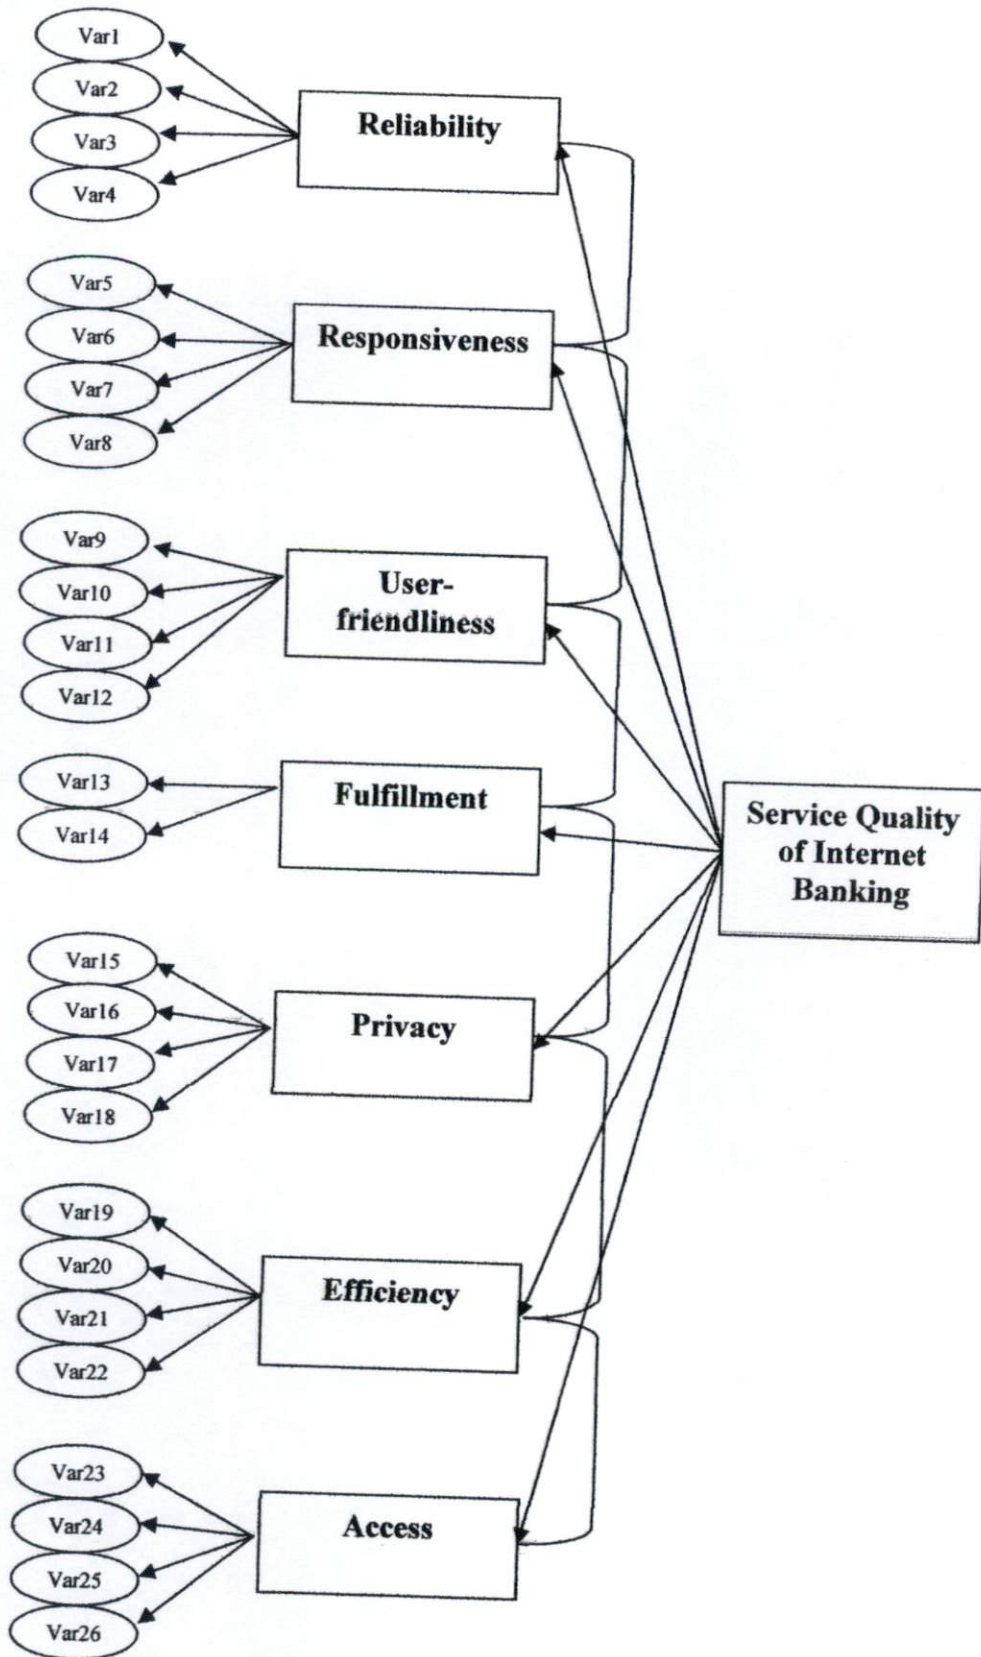 Var1
Var2
Var3
Var4
Reliability
Var5
Var6
Var7
Var8
Responsiveness
Var9
Var10
Var11
Var12
User-
friendliness
Var13
Var14
Fulfillment
Service Quality
of Internet
Banking
Var15
Var16
Var17
Var18
Privacy
Var19
Var20
Var21
Var22
Efficiency
Var23
Var24
Var25
Var26
Access